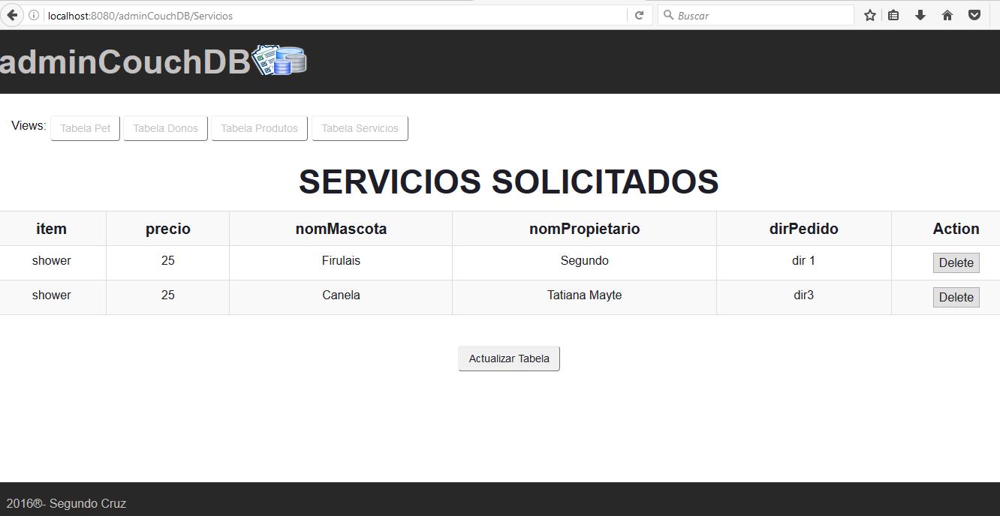 localhost:8080/adminCouchDB/Servicios
Buscar
adminCouchDB
Views: Tabela Pet Tabela Donos Tabela Produtos Tabela Servicios
SERVICIOS SOLICITADOS
item precio nomMascota nomPropietario dirPedido Action
shower 25 Firulais Segundo dir 1 Delete
shower 25 Canela Tatiana Mayte dir3 Delete
Actualizar Tabela
2016®- Segundo Cruz